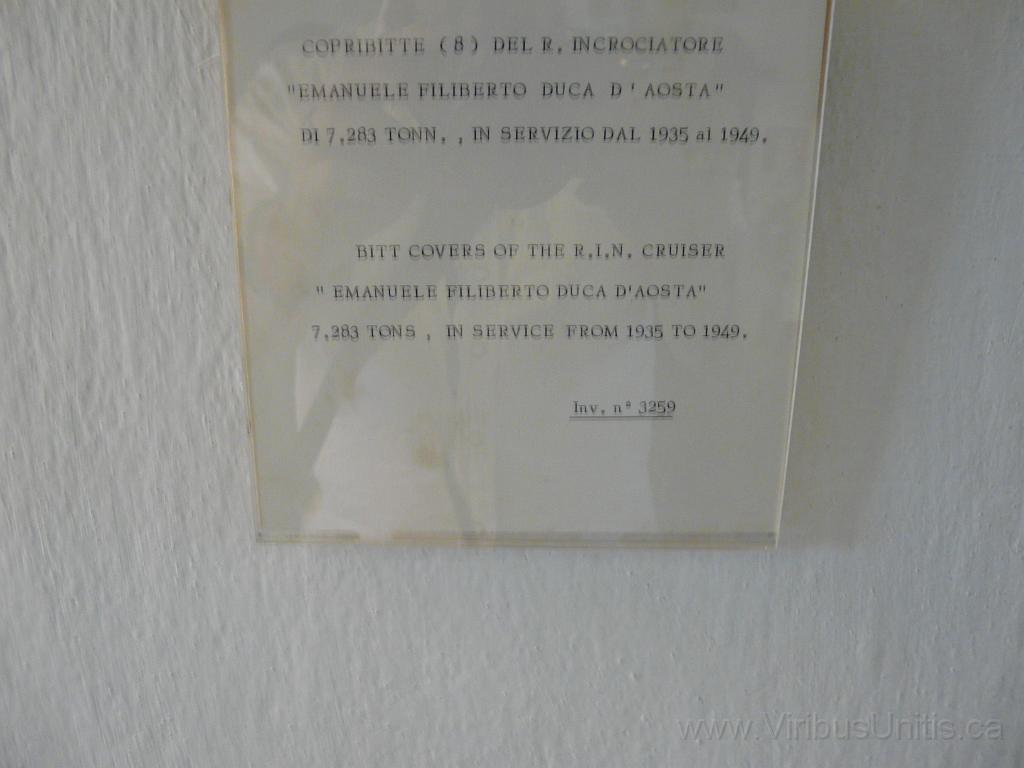 COPRIBITTE ( 8 ) DEL R. INCROCIATORE
"EMANUELE FILIBERTO DUCA D' AOSTA"
DI 7.283 TONN. , IN SERVIZIO DAL 1935 al 1949.
BITT COVERS OF THE R.I.N. CRUISER
" EMANUELE FILIBERTO DUCA D'AOSTA"
7.283 TONS , IN SERVICE FROM 1935 TO 1949.
Inv. n° 3259
www.ViribusUnitis.ca